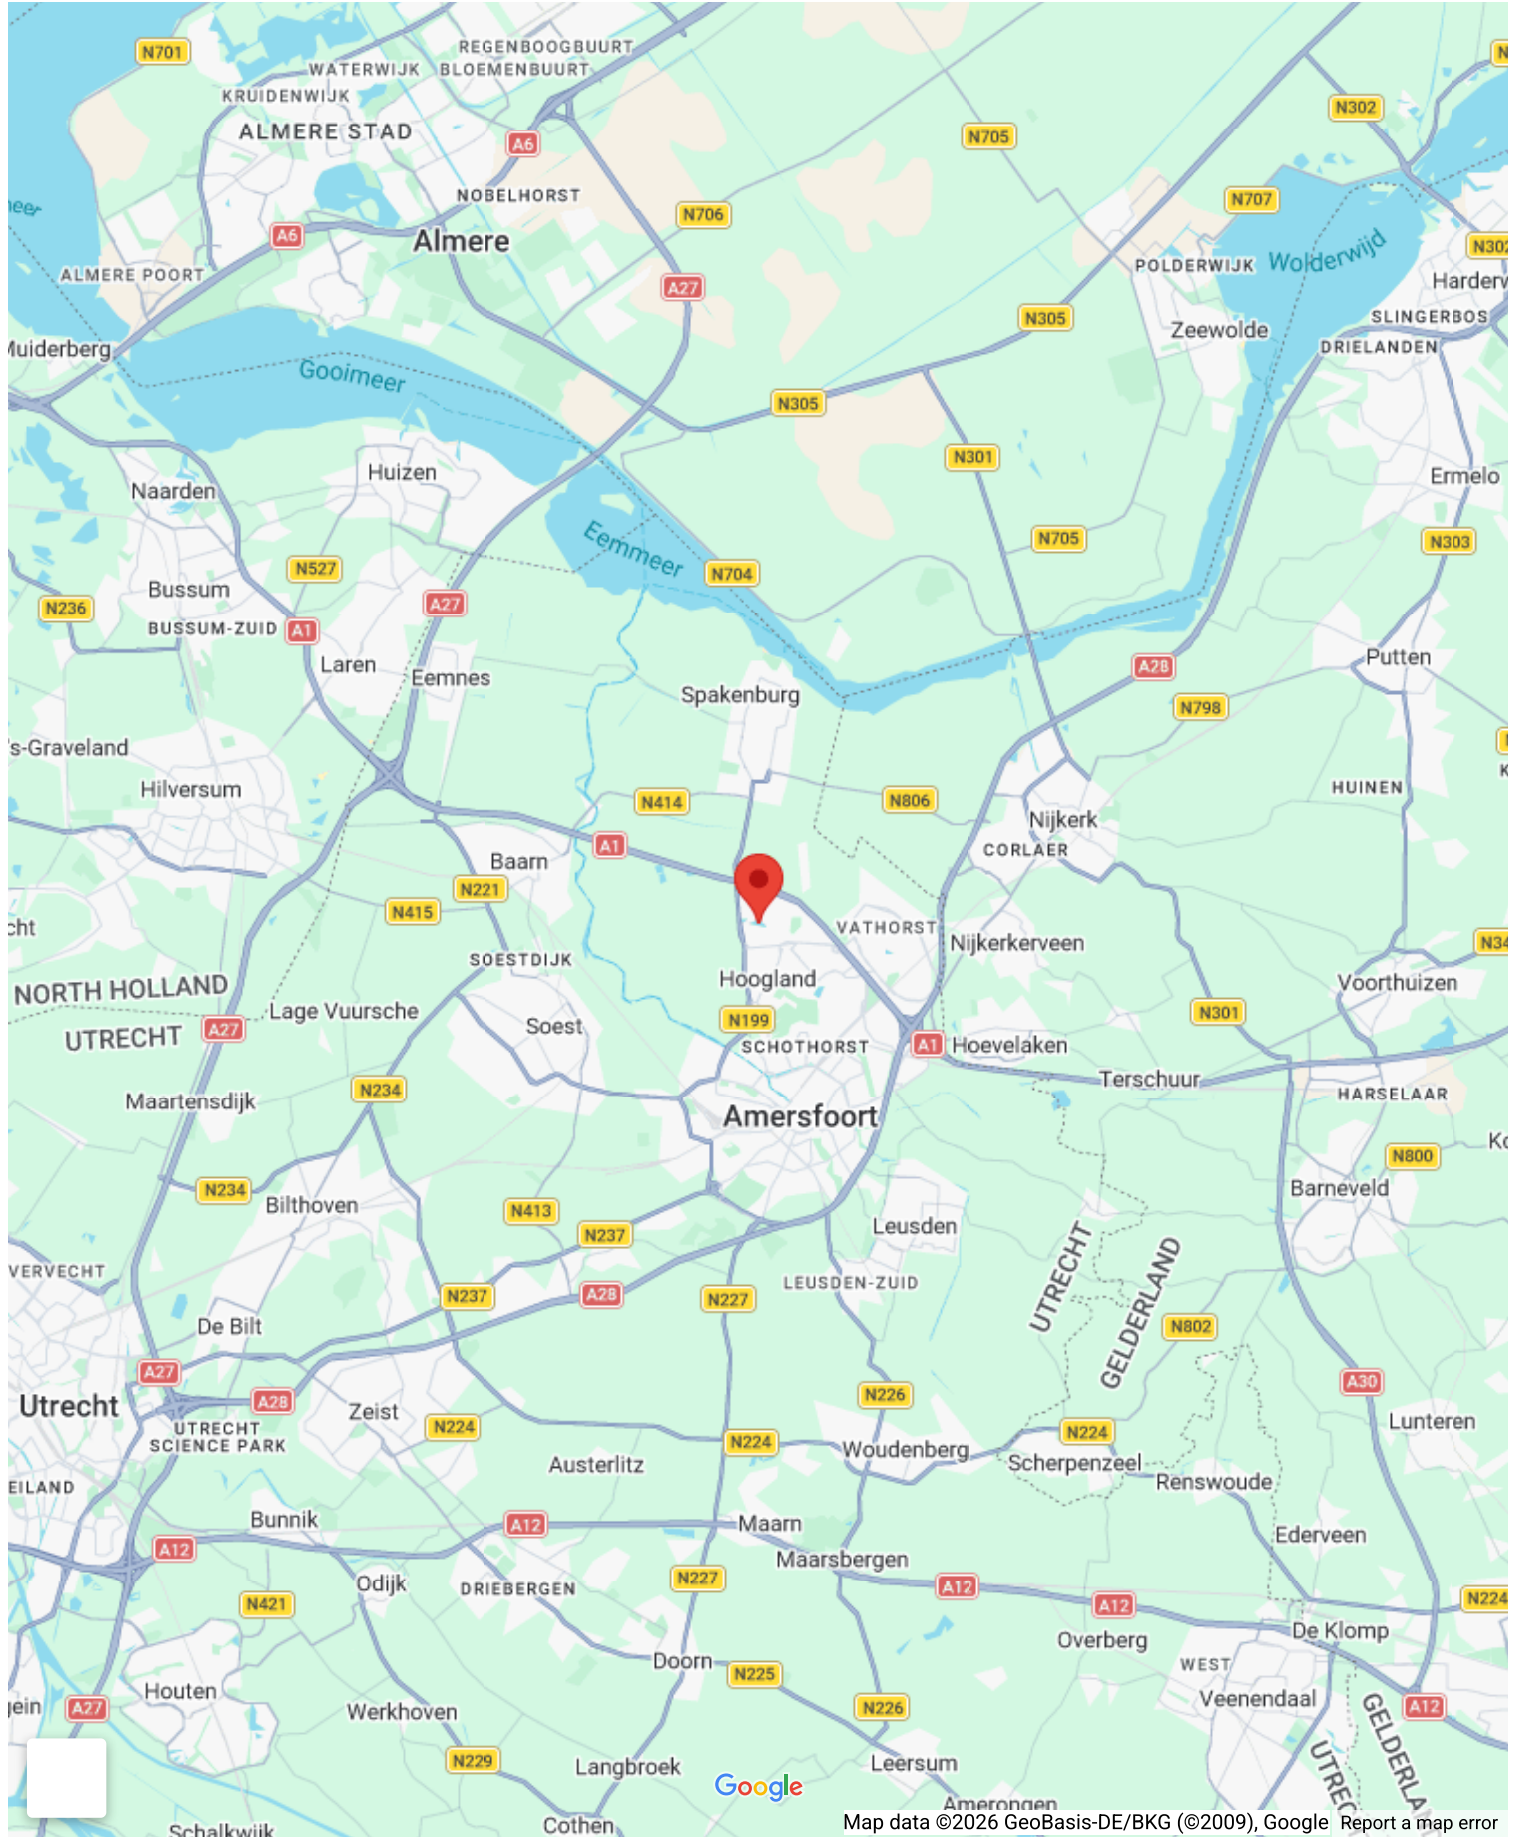 N701
REGENBOOGBUURT
WATERWIJK
BLOEMENBUURT
KRUIDENWIJK
N302
ALMERE STAD
A6
N705
NOBELHORST
N707
N706
A6
Almere
N302
Wolderwijd
POLDERWIJK
ALMERE POORT
A27
Harderw
N305
SLINGERBOS
Zeewolde
Muiderberg
DRIELANDEN
Gooimeer
N305
N301
Huizen
Ermelo
Naarden
N705
N303
Eemmeer
N527
N704
Bussum
N236
A27
BUSSUM-ZUID
A1
Laren
Putten
A28
Eemnes
Spakenburg
N798
's-Graveland
Hilversum
HUINEN
N414
N806
Nijkerk
A1
CORLAER
Baarn
N221
N415
VATHORST
cht
Nijkerkerveen
N34
SOESTDIJK
Hoogland
Voorthuizen
NORTH HOLLAND
Lage Vuursche
N301
N199
Soest
A27
UTRECHT
SCHOTHORST
A1
Hoevelaken
Terschuur
N234
HARSELAAR
Maartensdijk
Amersfoort
Ko
N800
N234
Barneveld
Bilthoven
N413
Leusden
N237
UTRECHT
VERVECHT
LEUSDEN-ZUID
N237
A28
N227
GELDERLAND
De Bilt
N802
A27
A30
N226
A28
Utrecht
Zeist
Lunteren
N224
UTRECHT
SCIENCE PARK
N224
N224
Woudenberg
Austerlitz
Scherpenzeel
Renswoude
EILAND
Bunnik
A12
Maarn
Ederveen
A12
Maarsbergen
Odijk
DRIEBERGEN
N227
A12
N224
N421
A12
De Klomp
Overberg
Doorn
WEST
N225
Houten
Veenendaal
gein
A27
Werkhoven
N226
A12
GELDERLA
N229
Langbroek
Leersum
UTREC
Google
Amerongen
Map data ©2026 GeoBasis-DE/BKG (©2009), Google
Report a map error
Cothen
Schalkwijk